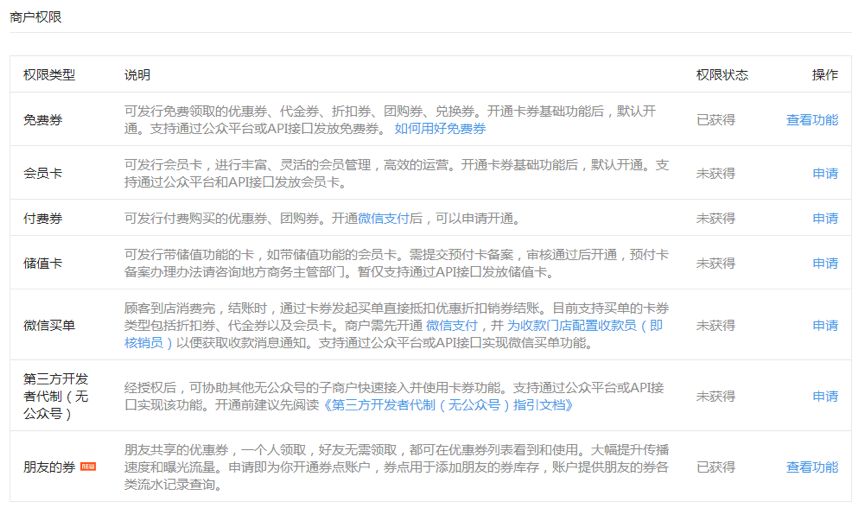 商户权限
权限类型 说明 权限状态 操作
免费券 可发行免费领取的优惠券、代金券、折扣券、团购券、兑换券。开通卡券基础功能后，默认开
通。支持通过公众平台或API接口发放免费券。 如何用好免费券 已获得 查看功能
会员卡 可发行会员卡，进行丰富、灵活的会员管理，高效的运营。开通卡券基础功能后，默认开通。支
持通过公众平台和API接口发放会员卡。 未获得 申请
付费券 可发行付费购买的优惠券、团购券。开通微信支付后，可以申请开通。 未获得 申请
储值卡 可发行带储值功能的卡，如带储值功能的会员卡。需提交预付卡备案，审核通过后开通，预付卡
备案办理办法请咨询地方商务主管部门。暂仅支持通过API接口发放储值卡。 未获得 申请
微信买单 顾客到店消费完，结账时，通过卡券发起买单直接抵扣优惠折扣销券结账。目前支持买单的卡券
类型包括折扣券、代金券以及会员卡。商户需先开通 微信支付，并 为收款门店配置收款员（即
核销员）以便获取收款消息通知。支持通过公众平台或API接口实现微信买单功能。 未获得 申请
第三方开发
者代制（无
公众号） 经授权后，可协助其他无公众号的子商户快速接入并使用卡券功能。支持通过公众平台或API接
口实现该功能。开通前建议先阅读《第三方开发者代制（无公众号）指引文档》 未获得 申请
朋友的券 NEW 朋友共享的优惠券，一个人领取，好友无需领取，都可在优惠券列表看到和使用。大幅提升传播
速度和曝光流量。申请即为你开通券点账户，券点用于添加朋友的券库存，账户提供朋友的券各
类流水记录查询。 已获得 查看功能